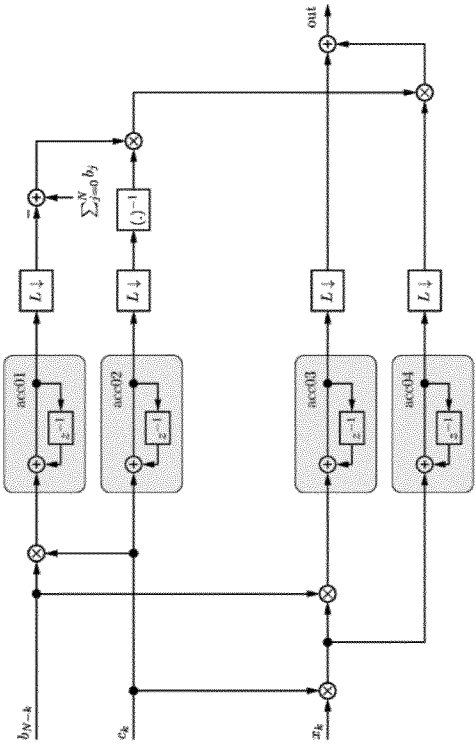 out
−
∑_{j=0}^{N} b_j
(.)^{-1}
L↓
L↓
L↓
L↓
acc01
z^{-1}
acc02
z^{-1}
acc03
z^{-1}
acc04
z^{-1}
b_{N−k}
c_k
x_k